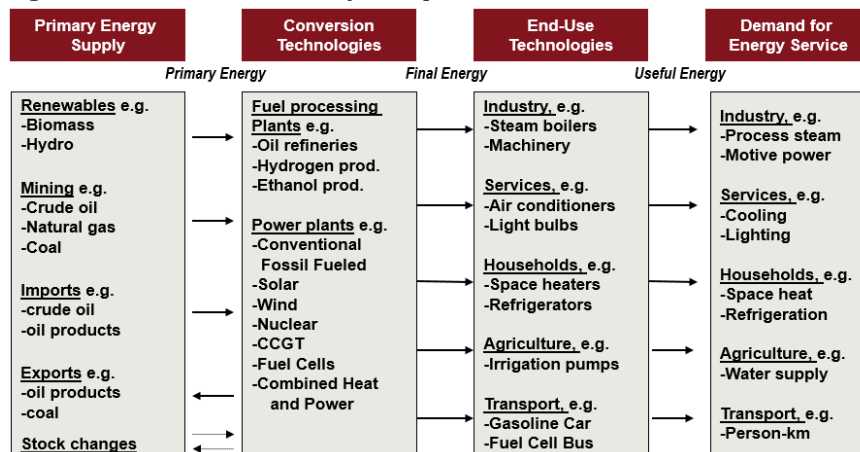 Primary Energy
Supply
Conversion
Technologies
End-Use
Technologies
Demand for
Energy Service
Primary Energy
Final Energy
Useful Energy
Renewables e.g.
-Biomass
-Hydro
Mining e.g.
-Crude oil
-Natural gas
-Coal
Imports e.g.
-crude oil
-oil products
Exports e.g.
-oil products
-coal
Stock changes
Fuel processing
Plants e.g.
-Oil refineries
-Hydrogen prod.
-Ethanol prod.
Power plants e.g.
-Conventional
Fossil Fueled
-Solar
-Wind
-Nuclear
-CCGT
-Fuel Cells
-Combined Heat
and Power
Industry, e.g.
-Steam boilers
-Machinery
Services, e.g.
-Air conditioners
-Light bulbs
Households, e.g.
-Space heaters
-Refrigerators
Agriculture, e.g.
-Irrigation pumps
Transport, e.g.
-Gasoline Car
-Fuel Cell Bus
Industry, e.g.
-Process steam
-Motive power
Services, e.g.
-Cooling
-Lighting
Households, e.g.
-Space heat
-Refrigeration
Agriculture, e.g.
-Water supply
Transport, e.g.
-Person-km